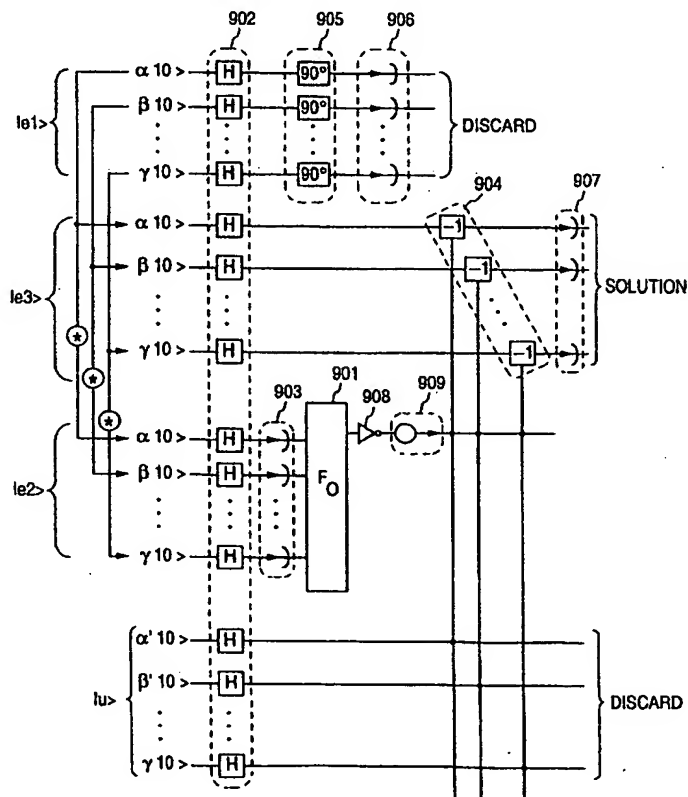 902 905 906
α 10 > H 90°
β 10 > H 90°
|e1> DISCARD
γ 10 > H 90°
904 907
α 10 > H -1
β 10 > H -1
|e3> SOLUTION
γ 10 > H -1
* * *
903 901 908 909
α 10 > H
β 10 > H
|e2> F0
γ 10 > H
α' 10 > H
β' 10 > H
|u> DISCARD
γ 10 > H